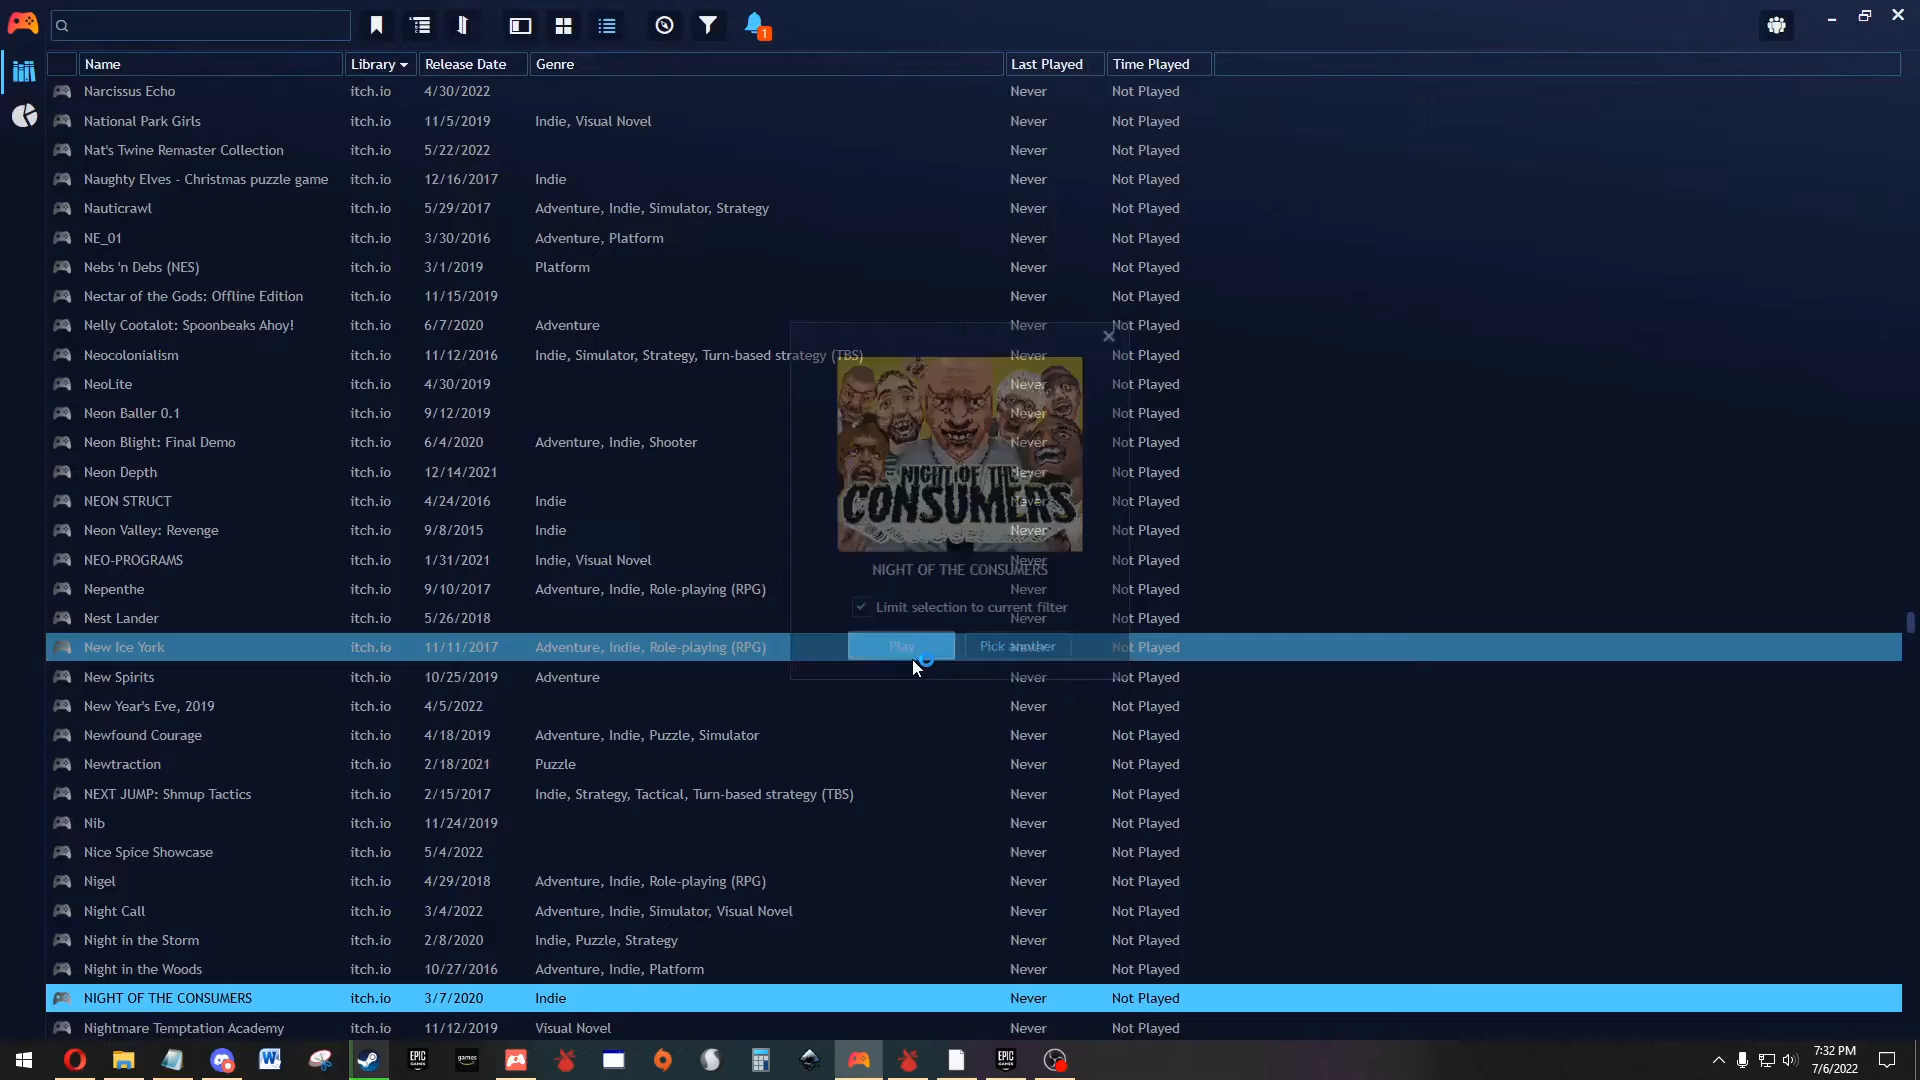 1
Name Library Release Date Genre Last Played Time Played
Narcissus Echo itch.io 4/30/2022 Never Not Played
National Park Girls itch.io 11/5/2019 Indie, Visual Novel Never Not Played
Nat's Twine Remaster Collection itch.io 5/22/2022 Never Not Played
Naughty Elves - Christmas puzzle game itch.io 12/16/2017 Indie Never Not Played
Nauticrawl itch.io 5/29/2017 Adventure, Indie, Simulator, Strategy Never Not Played
NE_01 itch.io 3/30/2016 Adventure, Platform Never Not Played
Nebs 'n Debs (NES) itch.io 3/1/2019 Platform Never Not Played
Nectar of the Gods: Offline Edition itch.io 11/15/2019 Never Not Played
Nelly Cootalot: Spoonbeaks Ahoy! itch.io 6/7/2020 Adventure Never Not Played
Neocolonialism itch.io 11/12/2016 Indie, Simulator, Strategy, Turn-based strategy (TBS) Never Not Played
NeoLite itch.io 4/30/2019 Never Not Played
Neon Baller 0.1 itch.io 9/12/2019 Never Not Played
Neon Blight: Final Demo itch.io 6/4/2020 Adventure, Indie, Shooter Never Not Played
Neon Depth itch.io 12/14/2021 Never Not Played
NEON STRUCT itch.io 4/24/2016 Indie Never Not Played
Neon Valley: Revenge itch.io 9/8/2015 Indie Never Not Played
NEO-PROGRAMS itch.io 1/31/2021 Indie, Visual Novel Never Not Played
Nepenthe itch.io 9/10/2017 Adventure, Indie, Role-playing (RPG) Never Not Played
Nest Lander itch.io 5/26/2018 Never Not Played
New Ice York itch.io 11/11/2017 Adventure, Indie, Role-playing (RPG) Never Not Played
New Spirits itch.io 10/25/2019 Adventure Never Not Played
New Year's Eve, 2019 itch.io 4/5/2022 Never Not Played
Newfound Courage itch.io 4/18/2019 Adventure, Indie, Puzzle, Simulator Never Not Played
Newtraction itch.io 2/18/2021 Puzzle Never Not Played
NEXT JUMP: Shmup Tactics itch.io 2/15/2017 Indie, Strategy, Tactical, Turn-based strategy (TBS) Never Not Played
Nib itch.io 11/24/2019 Never Not Played
Nice Spice Showcase itch.io 5/4/2022 Never Not Played
Nigel itch.io 4/29/2018 Adventure, Indie, Role-playing (RPG) Never Not Played
Night Call itch.io 3/4/2022 Adventure, Indie, Simulator, Visual Novel Never Not Played
Night in the Storm itch.io 2/8/2020 Indie, Puzzle, Strategy Never Not Played
Night in the Woods itch.io 10/27/2016 Adventure, Indie, Platform Never Not Played
NIGHT OF THE CONSUMERS itch.io 3/7/2020 Indie Never Not Played
Nightmare Temptation Academy itch.io 11/12/2019 Visual Novel Never Not Played
NIGHT OF THE
CONSUMERS
NIGHT OF THE CONSUMERS
Limit selection to current filter
Play Pick another
EPIC GAMES games EPIC GAMES
7:32 PM
7/6/2022